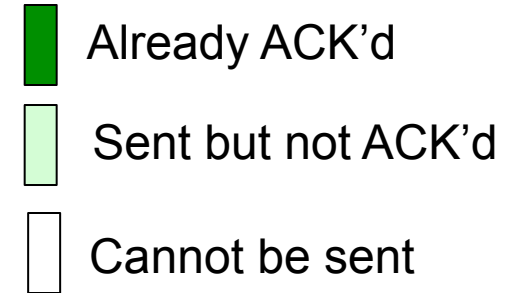 Already ACK’d
Sent but not ACK’d
Cannot be sent